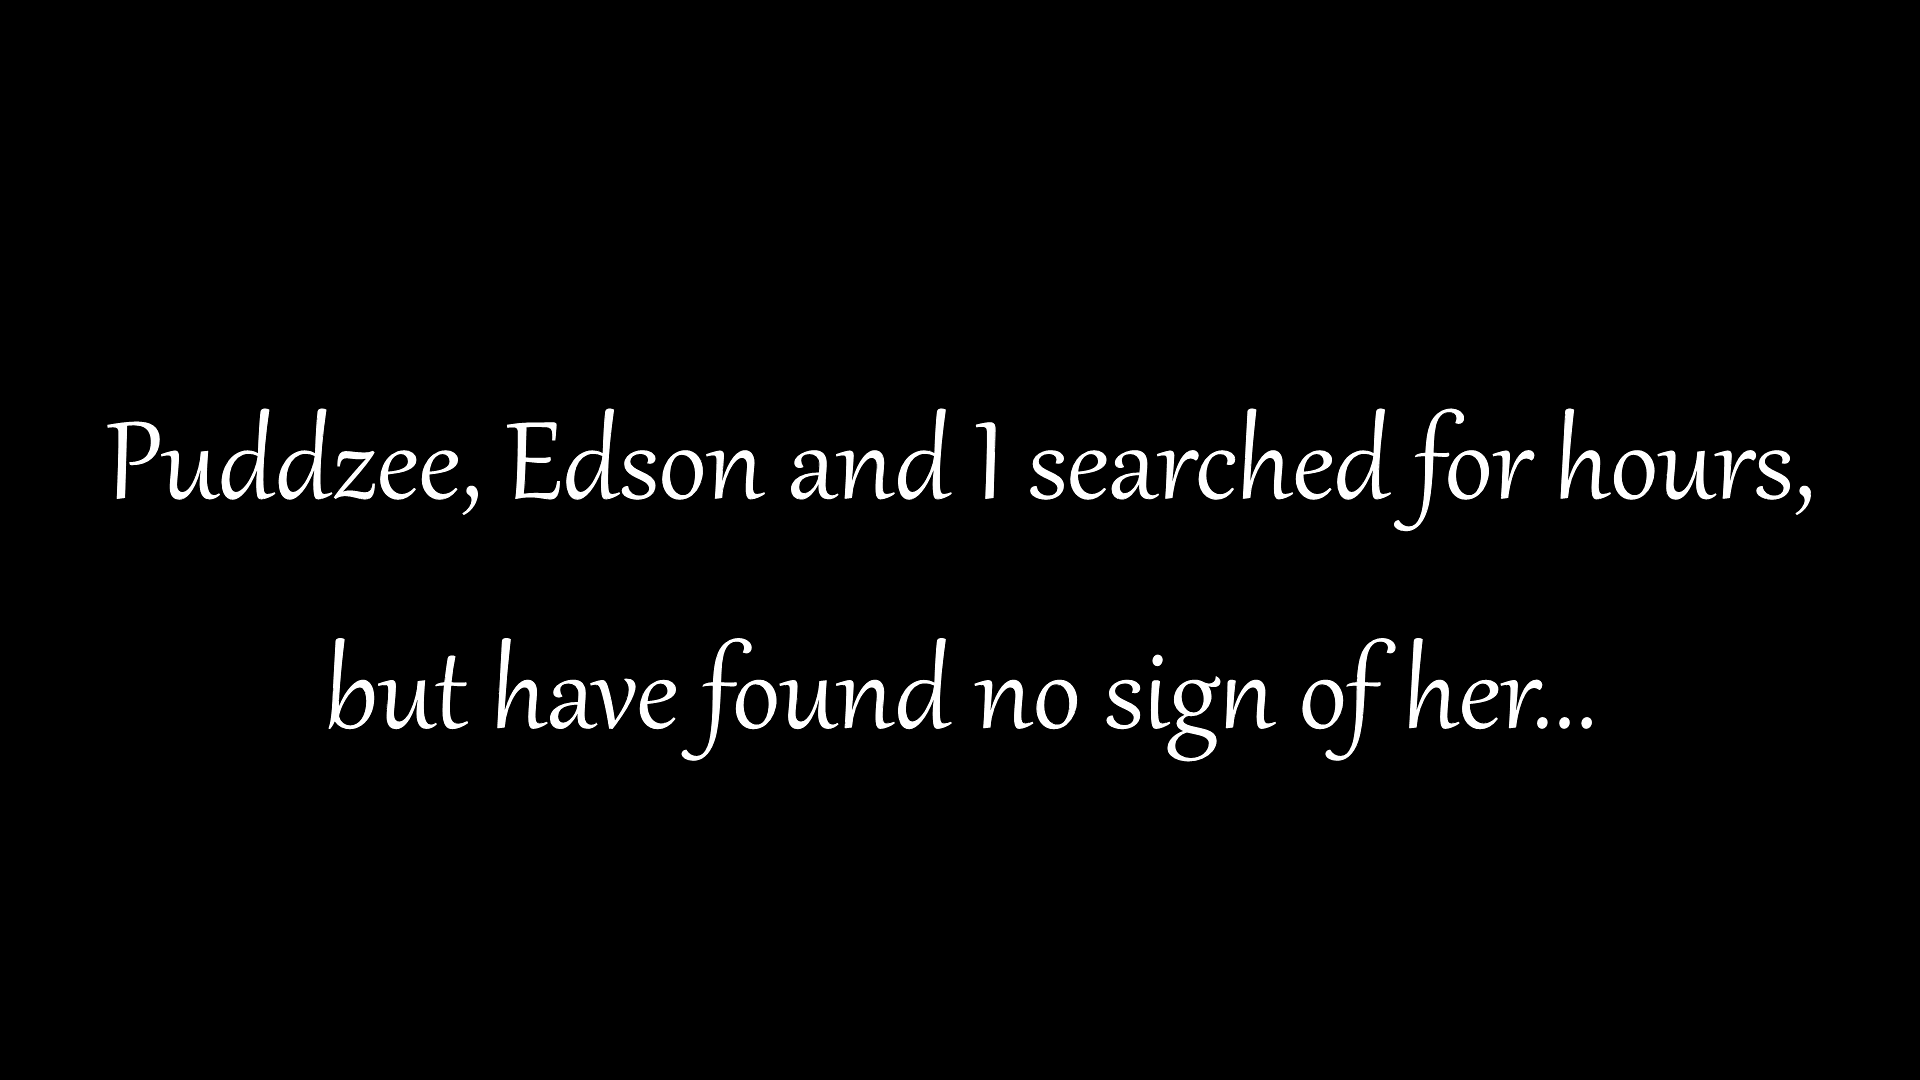 Puddzee, Edson and I searched for hours,
but have found no sign of her...